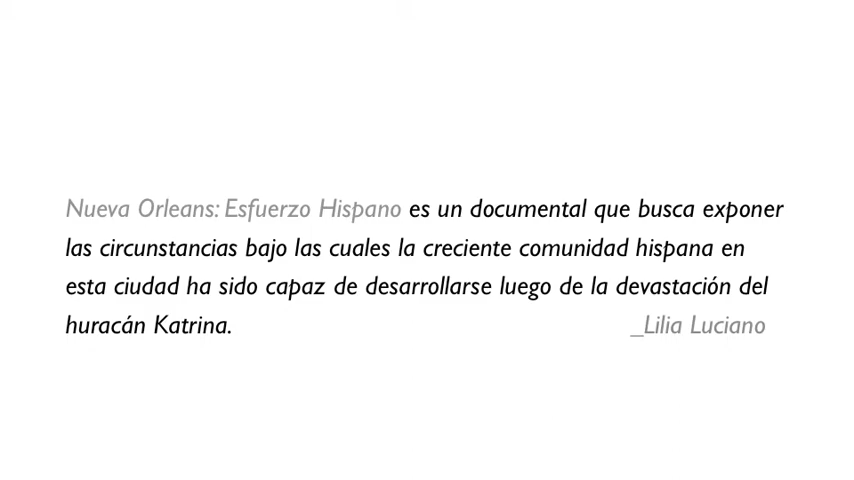 Nueva Orleans: Esfuerzo Hispano es un documental que busca exponer
las circunstancias bajo las cuales la creciente comunidad hispana en
esta ciudad ha sido capaz de desarrollarse luego de la devastación del
huracán Katrina. _Lilia Luciano